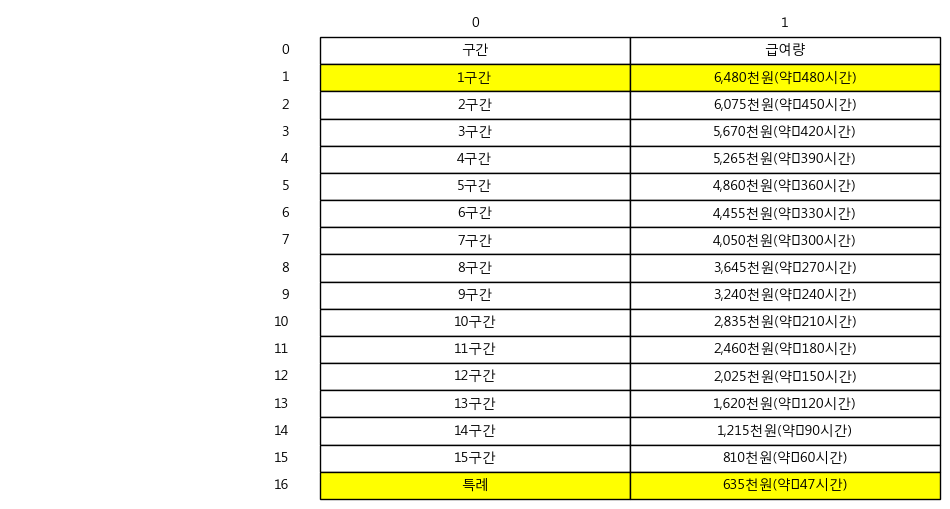 0 1
0 구간 급여량
1 1구간 6,480천원(약 480시간)
2 2구간 6,075천원(약 450시간)
3 3구간 5,670천원(약 420시간)
4 4구간 5,265천원(약 390시간)
5 5구간 4,860천원(약 360시간)
6 6구간 4,455천원(약 330시간)
7 7구간 4,050천원(약 300시간)
8 8구간 3,645천원(약 270시간)
9 9구간 3,240천원(약 240시간)
10 10구간 2,835천원(약 210시간)
11 11구간 2,460천원(약 180시간)
12 12구간 2,025천원(약 150시간)
13 13구간 1,620천원(약 120시간)
14 14구간 1,215천원(약 90시간)
15 15구간 810천원(약 60시간)
16 특례 635천원(약 47시간)